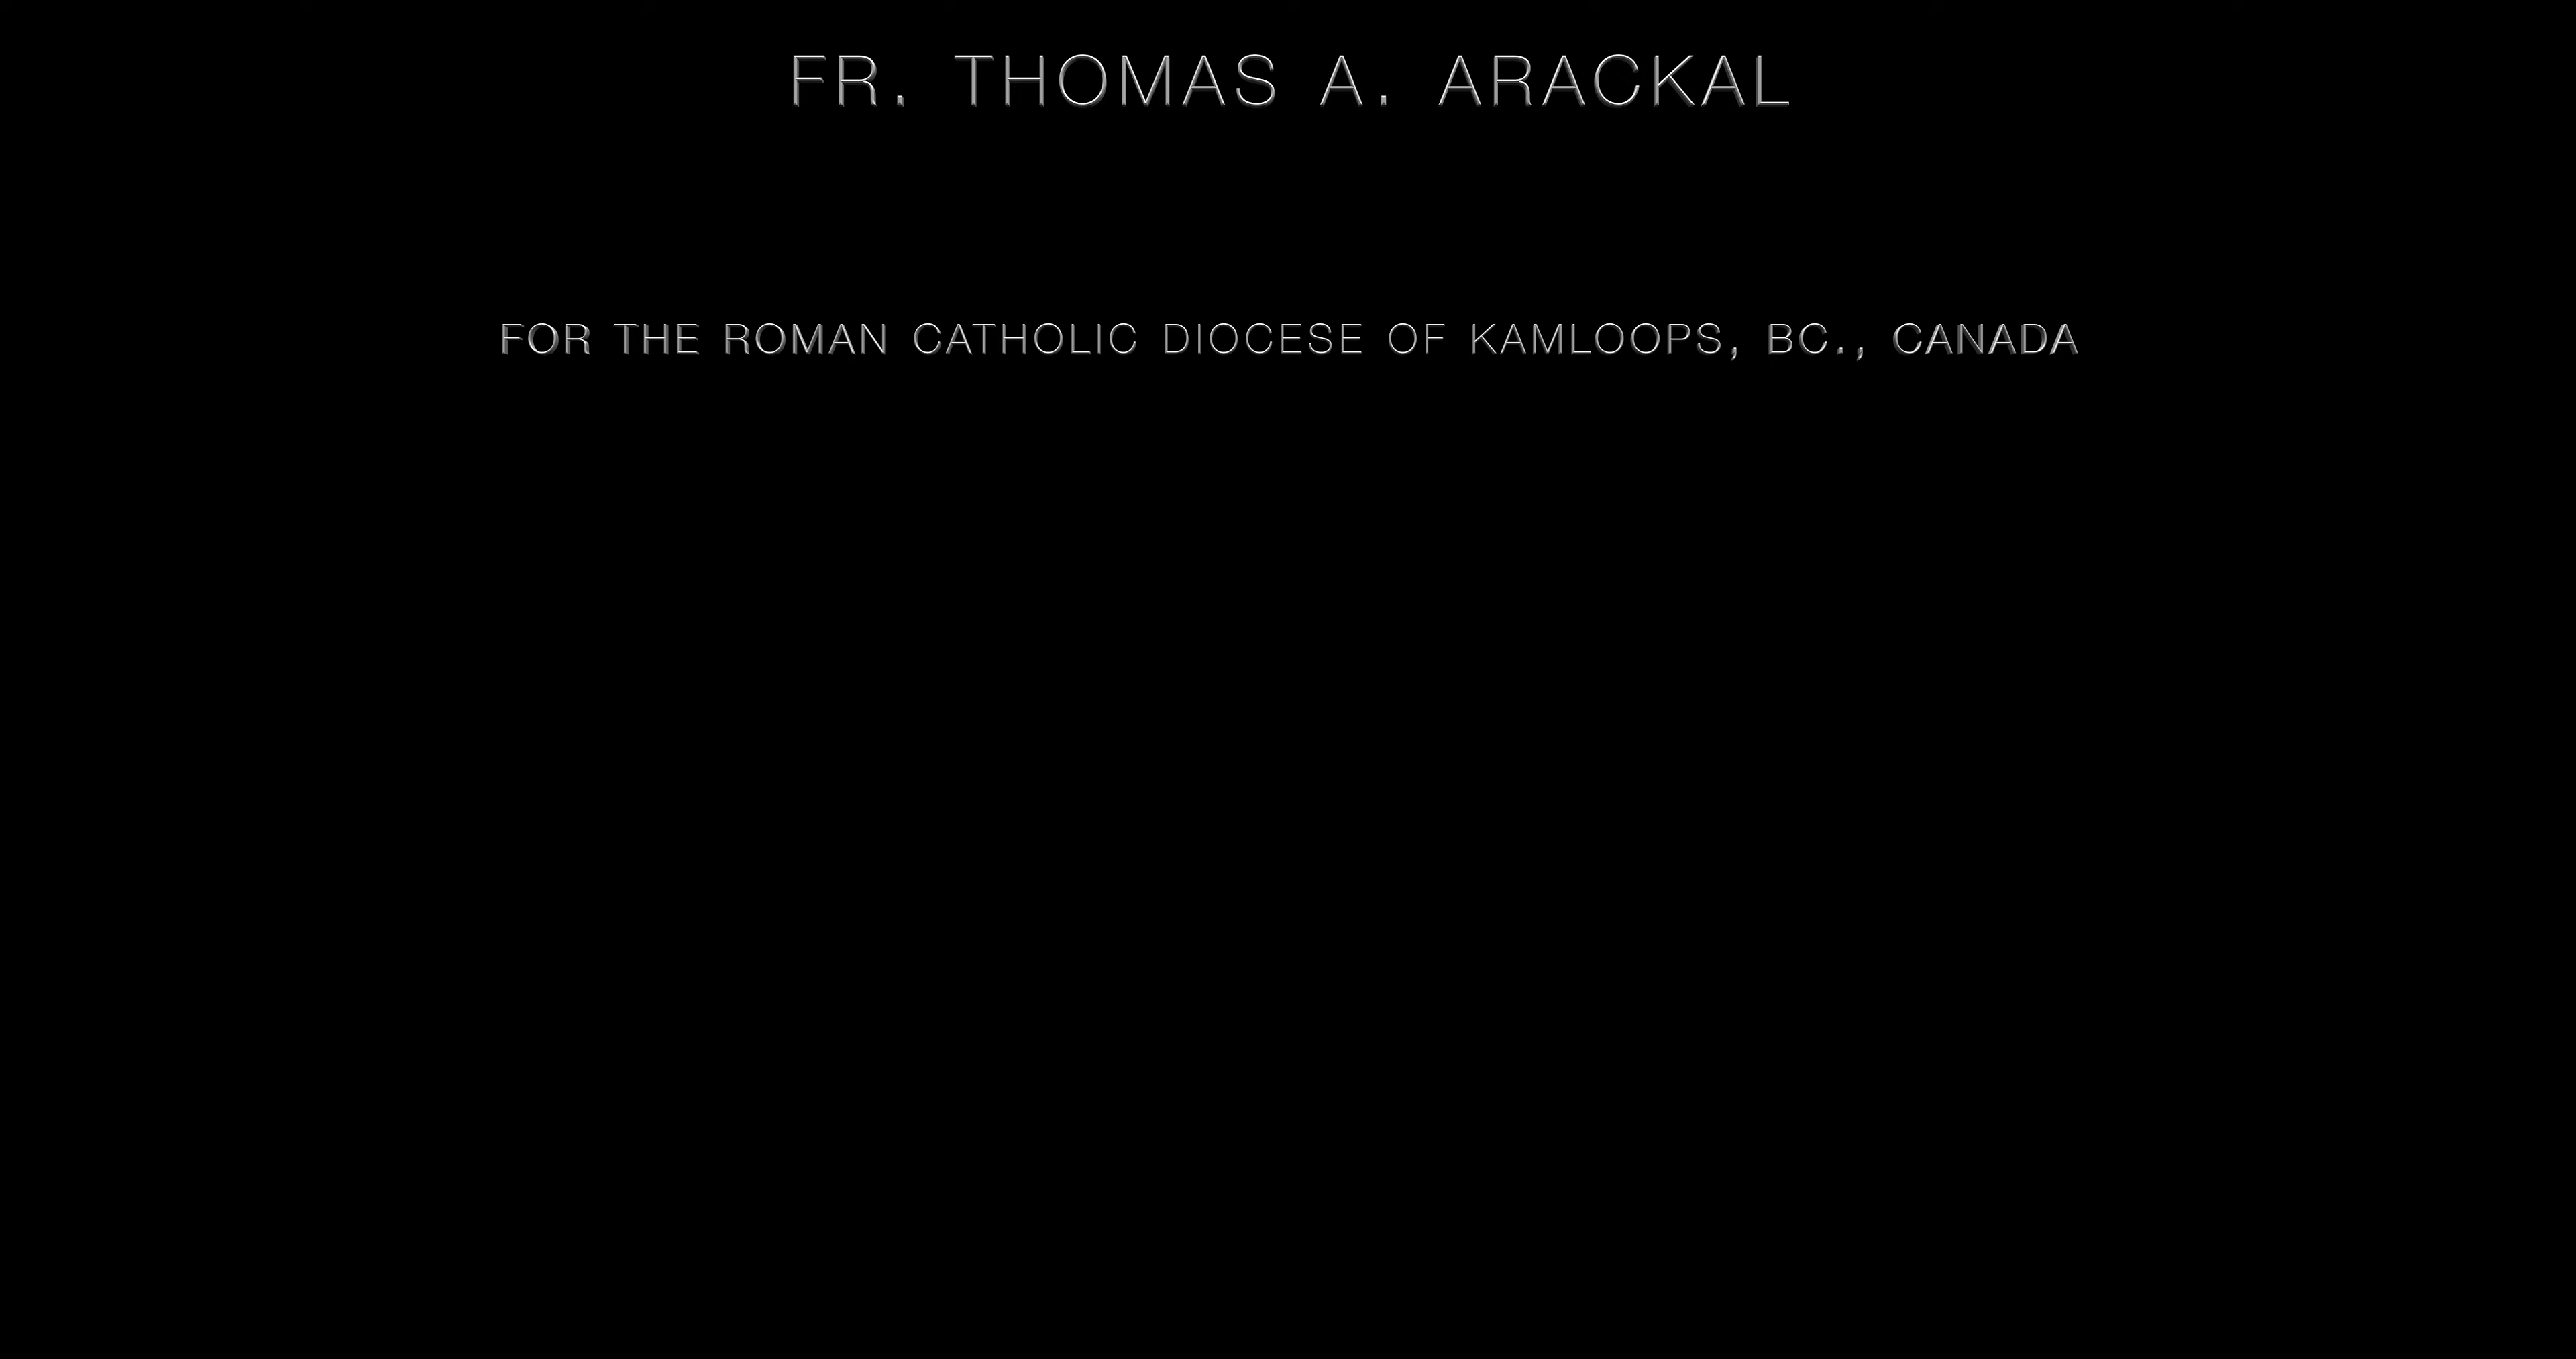 FR. THOMAS A. ARACKAL
FOR THE ROMAN CATHOLIC DIOCESE OF KAMLOOPS, BC., CANADA